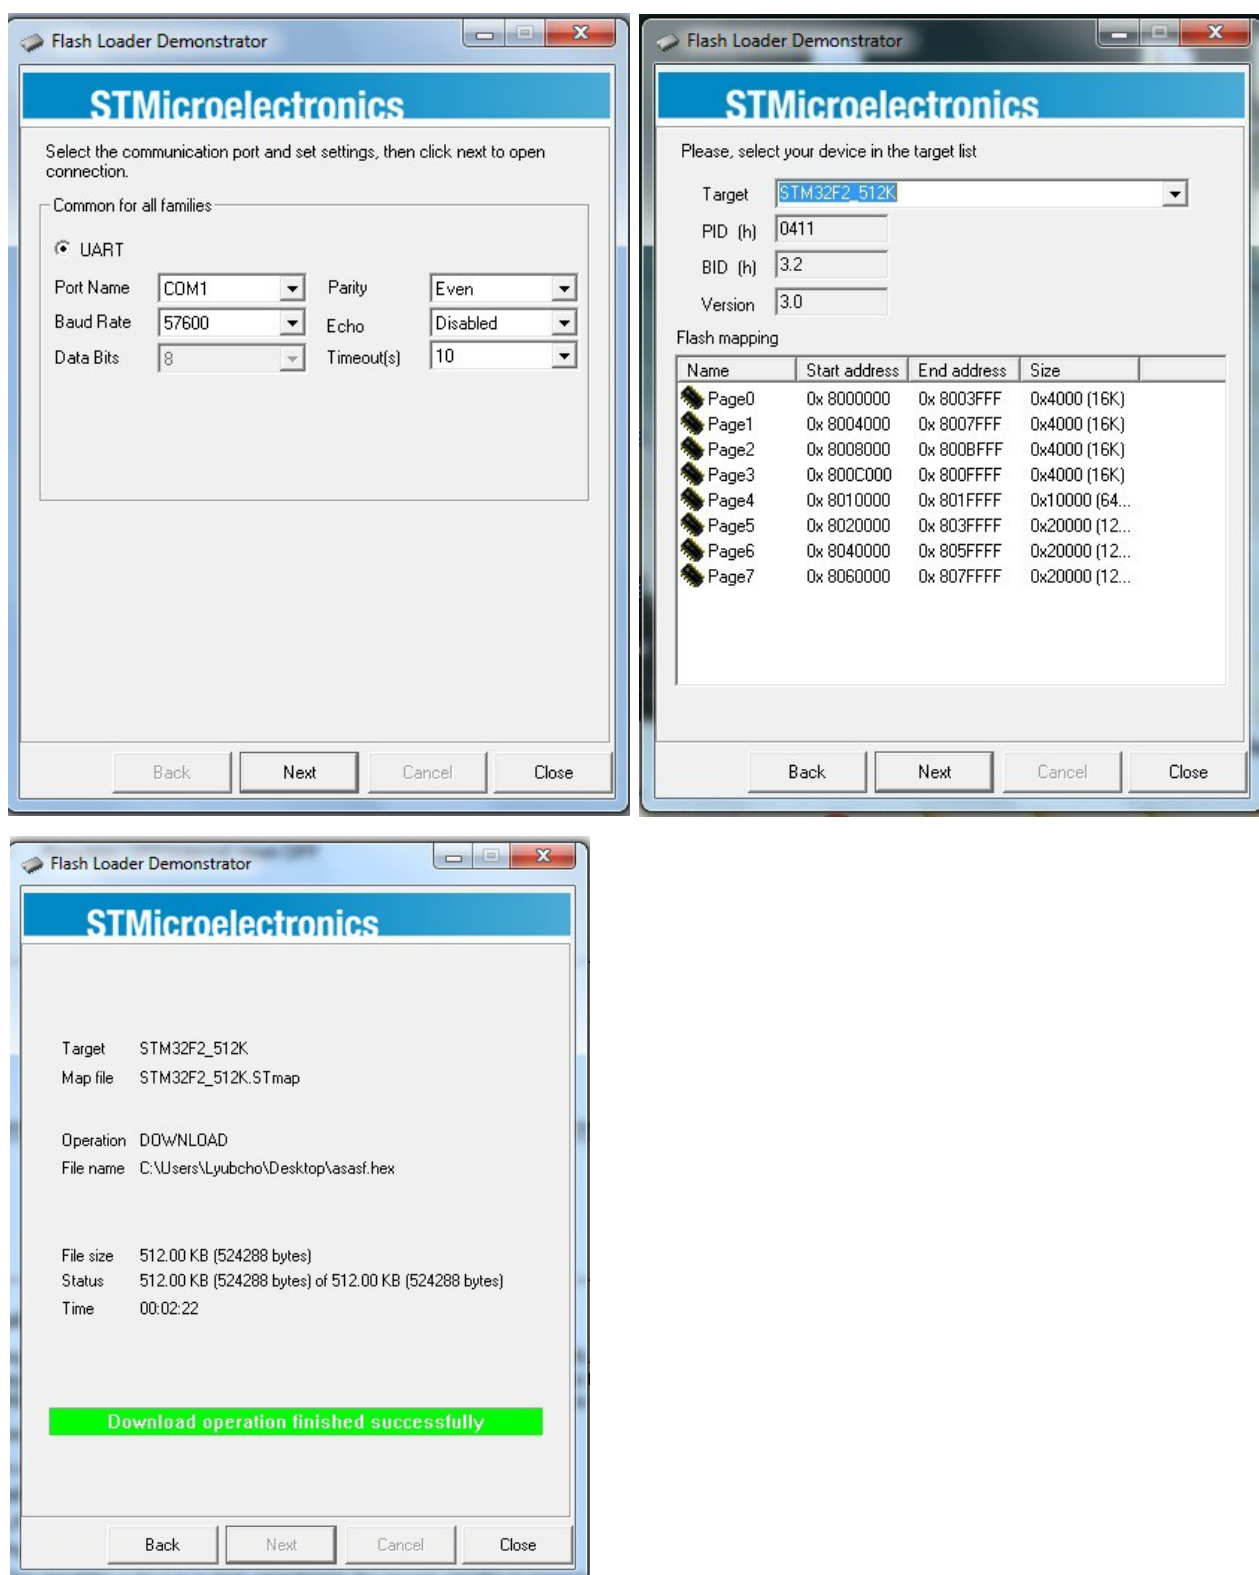 Flash Loader Demonstrator
STMicroelectronics
Select the communication port and set settings, then click next to open
connection.
Common for all families
UART
Port Name COM1 Parity Even
Baud Rate 57600 Echo Disabled
Data Bits 8 Timeout(s) 10
Back Next Cancel Close
Flash Loader Demonstrator
STMicroelectronics
Please, select your device in the target list
Target STM32F2_512K
PID (h) 0411
BID (h) 3.2
Version 3.0
Flash mapping
Name Start address End address Size
Page0 0x 8000000 0x 8003FFF 0x4000 (16K)
Page1 0x 8004000 0x 8007FFF 0x4000 (16K)
Page2 0x 8008000 0x 800BFFF 0x4000 (16K)
Page3 0x 800C000 0x 800FFFF 0x4000 (16K)
Page4 0x 8010000 0x 801FFFF 0x10000 (64...
Page5 0x 8020000 0x 803FFFF 0x20000 (12...
Page6 0x 8040000 0x 805FFFF 0x20000 (12...
Page7 0x 8060000 0x 807FFFF 0x20000 (12...
Back Next Cancel Close
Flash Loader Demonstrator
STMicroelectronics
Target STM32F2_512K
Map file STM32F2_512K.STmap
Operation DOWNLOAD
File name C:\Users\Lyubcho\Desktop\asasf.hex
File size 512.00 KB (524288 bytes)
Status 512.00 KB (524288 bytes) of 512.00 KB (524288 bytes)
Time 00:02:22
Download operation finished successfully
Back Next Cancel Close